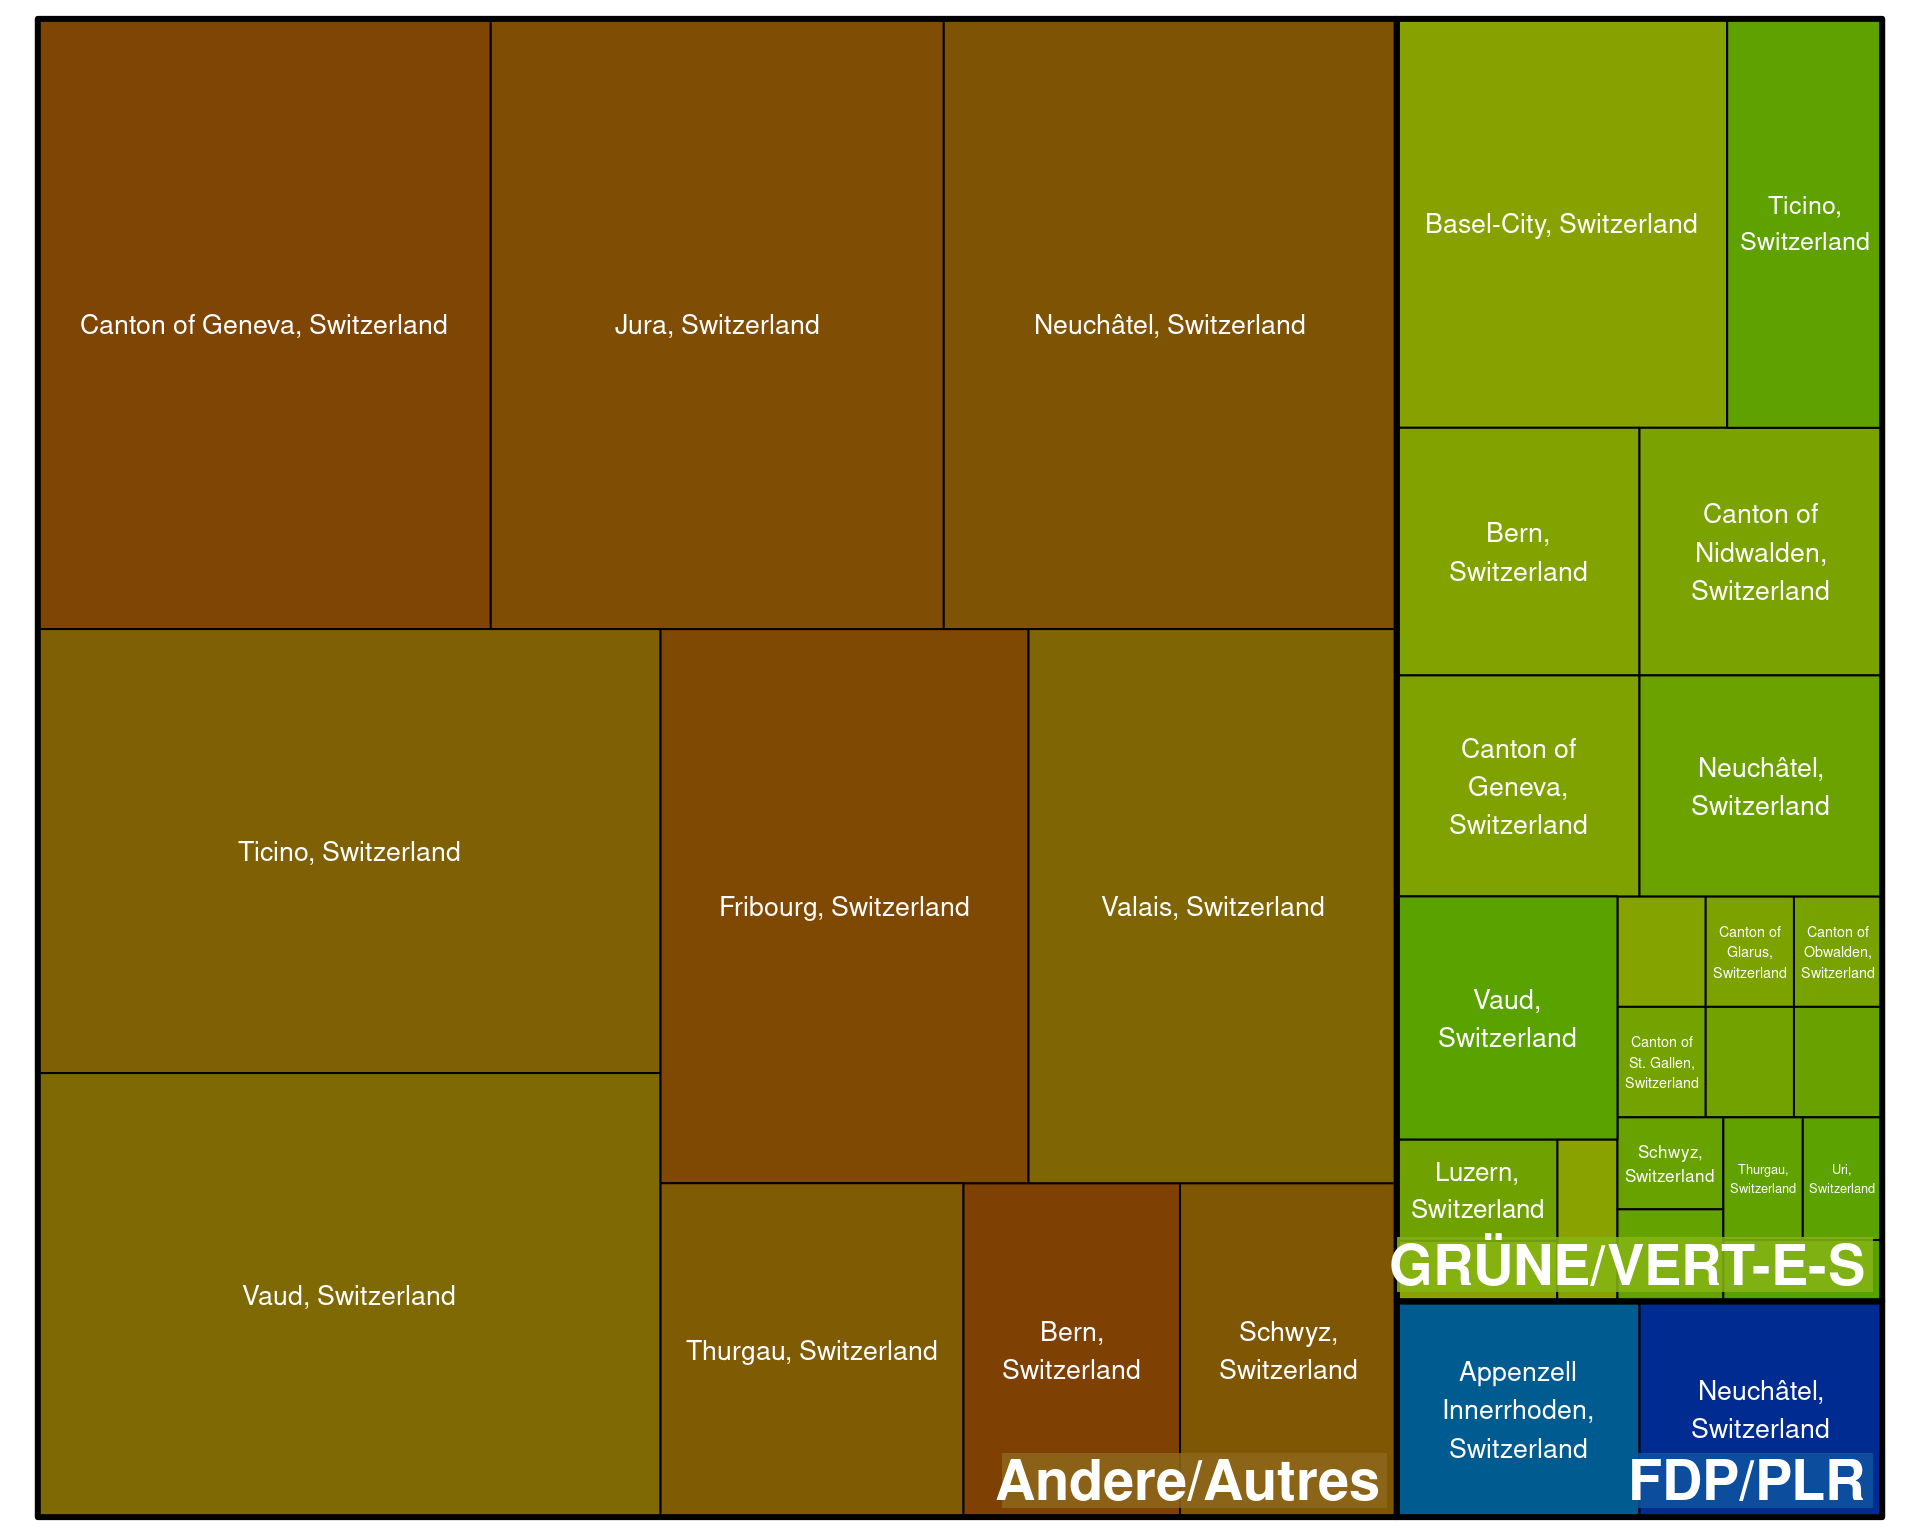 Canton of Geneva, Switzerland
Jura, Switzerland
Neuchâtel, Switzerland
Ticino, Switzerland
Fribourg, Switzerland
Valais, Switzerland
Vaud, Switzerland
Thurgau, Switzerland
Bern,
Switzerland
Schwyz,
Switzerland
Andere/Autres
Basel-City, Switzerland
Ticino,
Switzerland
Bern,
Switzerland
Canton of
Nidwalden,
Switzerland
Canton of
Geneva,
Switzerland
Neuchâtel,
Switzerland
Vaud,
Switzerland
Canton of
Glarus,
Switzerland
Canton of
Obwalden,
Switzerland
Canton of
St. Gallen,
Switzerland
Luzern,
Switzerland
Schwyz,
Switzerland
Thurgau,
Switzerland
Uri,
Switzerland
GRÜNE/VERT-E-S
Appenzell
Innerrhoden,
Switzerland
Neuchâtel,
Switzerland
FDP/PLR